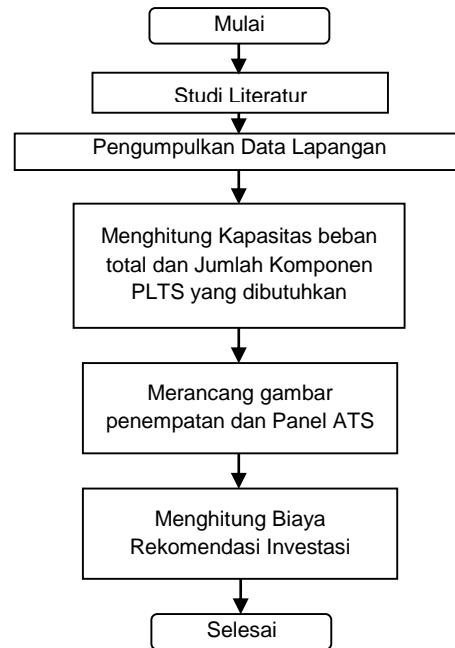 Mulai
Studi Literatur
Pengumpulkan Data Lapangan
Menghitung Kapasitas beban
total dan Jumlah Komponen
PLTS yang dibutuhkan
Merancang gambar
penempatan dan Panel ATS
Menghitung Biaya
Rekomendasi Investasi
Selesai